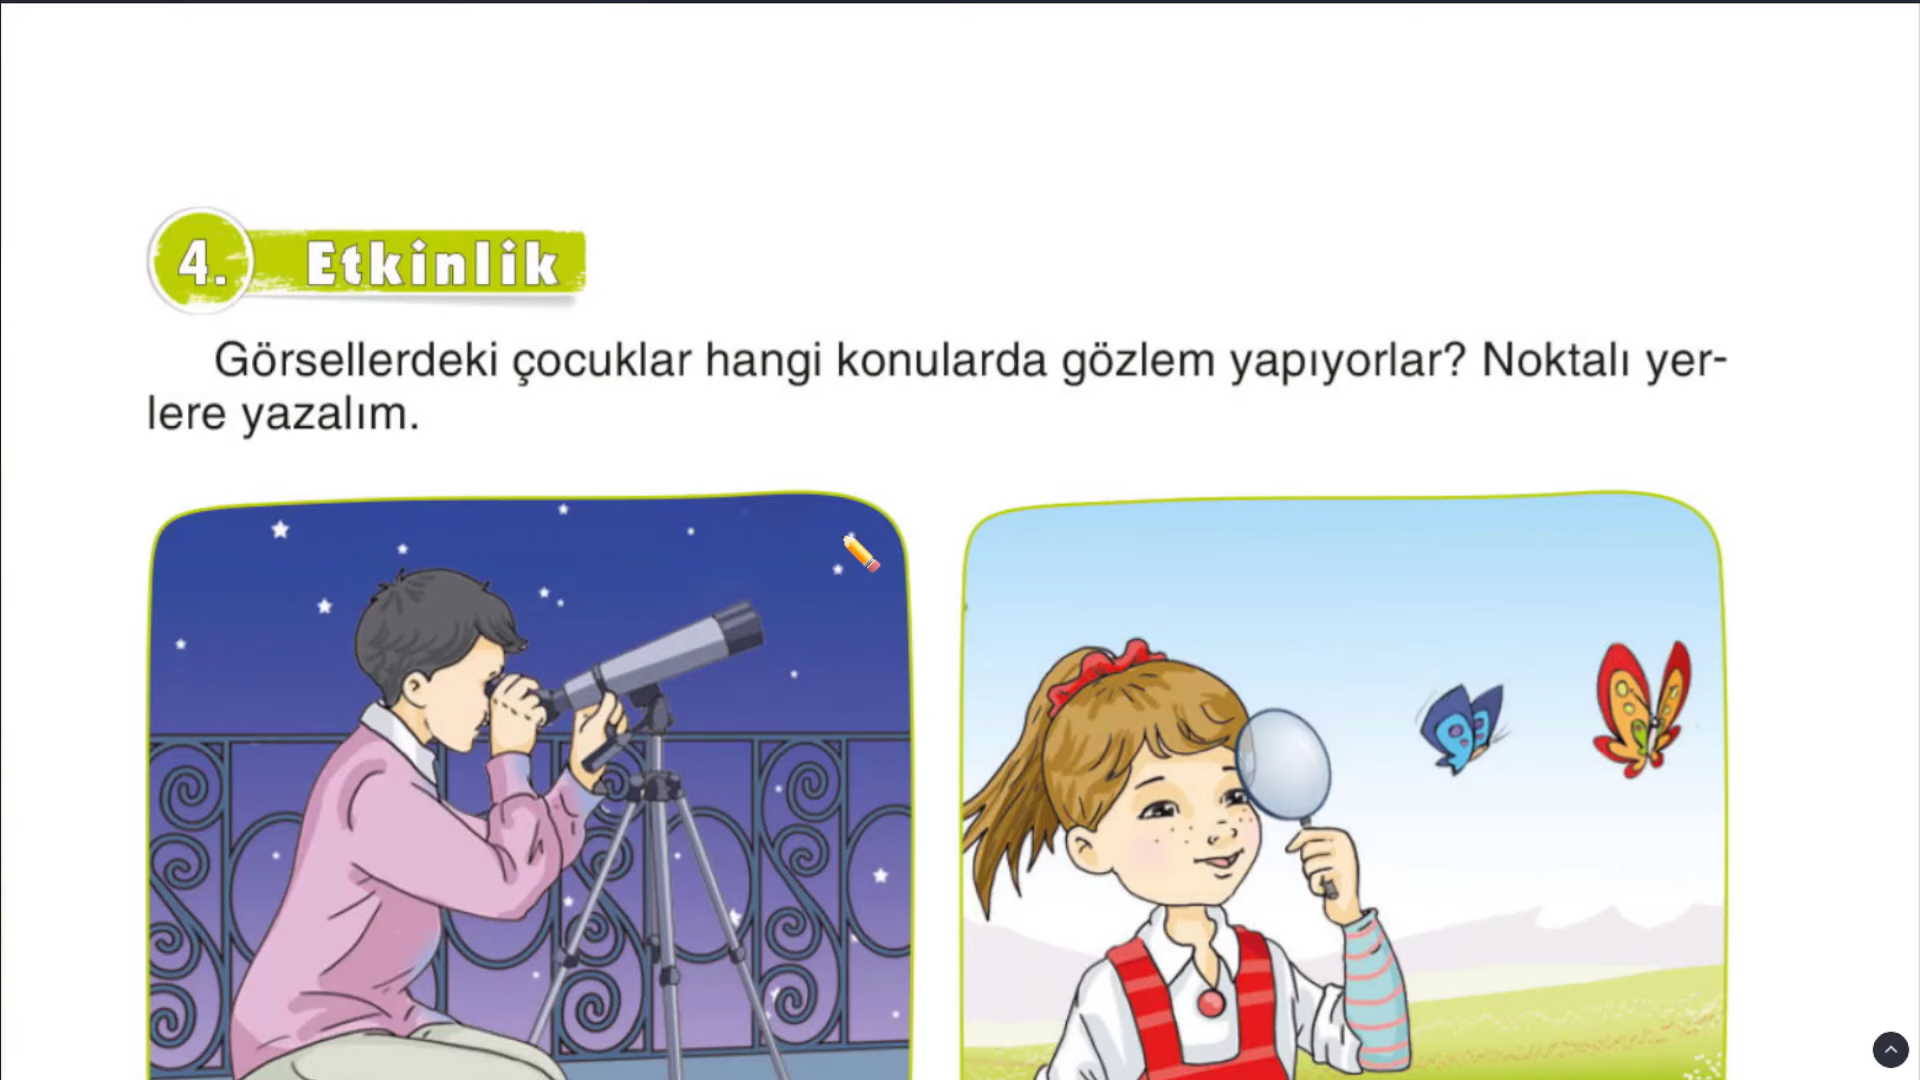 4. Etkinlik
Görsellerdeki çocuklar hangi konularda gözlem yapıyorlar? Noktalı yer-
lere yazalım.